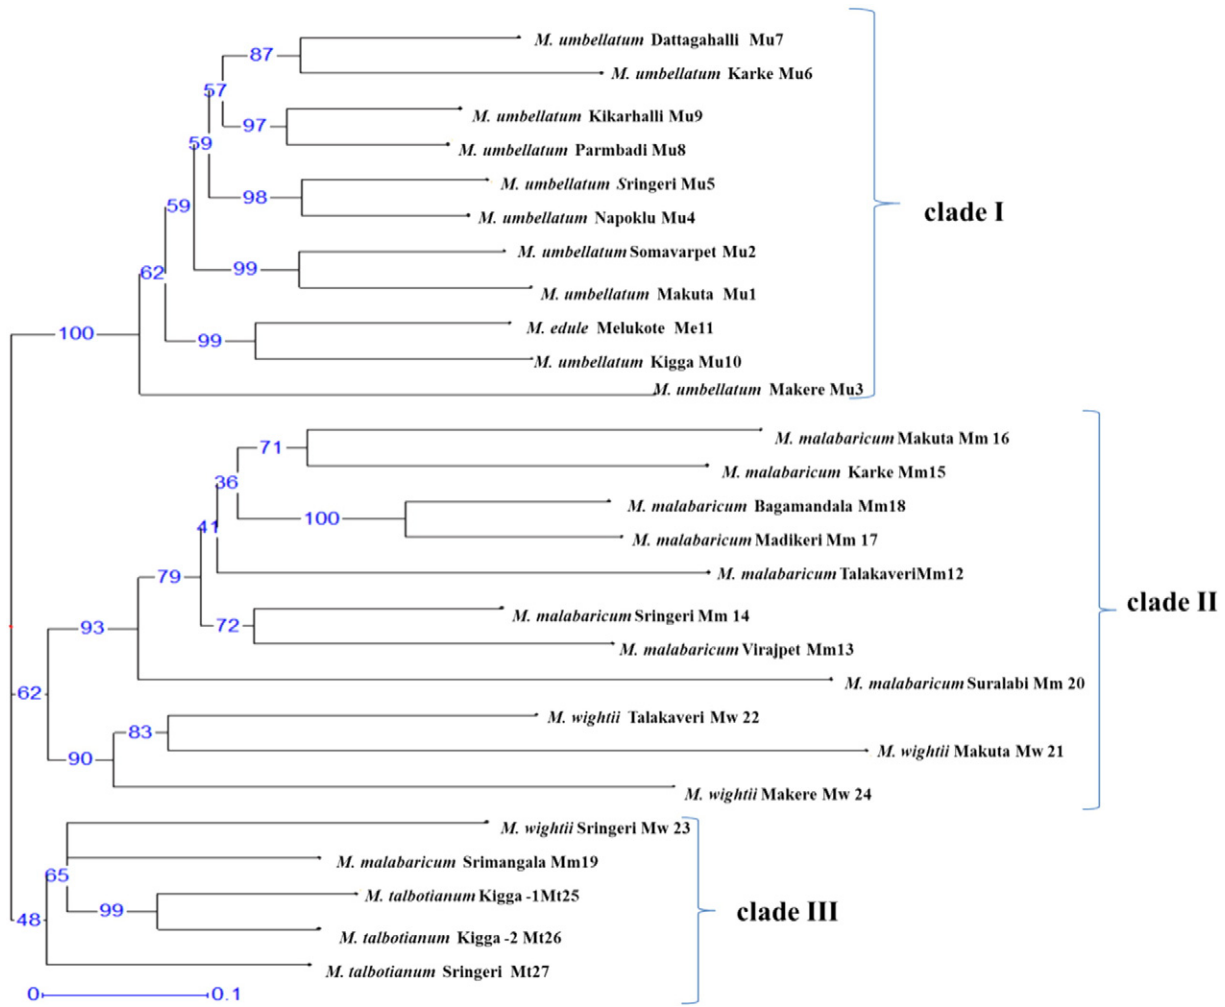 M. umbellatum Dattagahalli Mu7
87
M. umbellatum Karke Mu6
57
M. umbellatum Kikarhalli Mu9
97
M. umbellatum Parmbadi Mu8
59
M. umbellatum Sringeri Mu5
98
M. umbellatum Napoklu Mu4
59
clade I
M. umbellatum Somavarpet Mu2
99
62
M. umbellatum Makuta Mu1
M. edule Melukote Me11
100
99
M. umbellatum Kigga Mu10
M. umbellatum Makere Mu3
M. malabaricum Makuta Mm 16
71
M. malabaricum Karke Mm15
36
M. malabaricum Bagamandala Mm18
100
41
M. malabaricum Madikeri Mm 17
79
M. malabaricum TalakaveriMm12
clade II
M. malabaricum Sringeri Mm 14
93
72
M. malabaricum Virajpet Mm13
M. malabaricum Suralabi Mm 20
62
M. wightii Talakaveri Mw 22
83
M. wightii Makuta Mw 21
90
M. wightii Makere Mw 24
M. wightii Sringeri Mw 23
M. malabaricum Srimangala Mm19
65
M. talbotianum Kigga -1Mt25
99
clade III
48
M. talbotianum Kigga -2 Mt26
M. talbotianum Sringeri Mt27
0 0.1